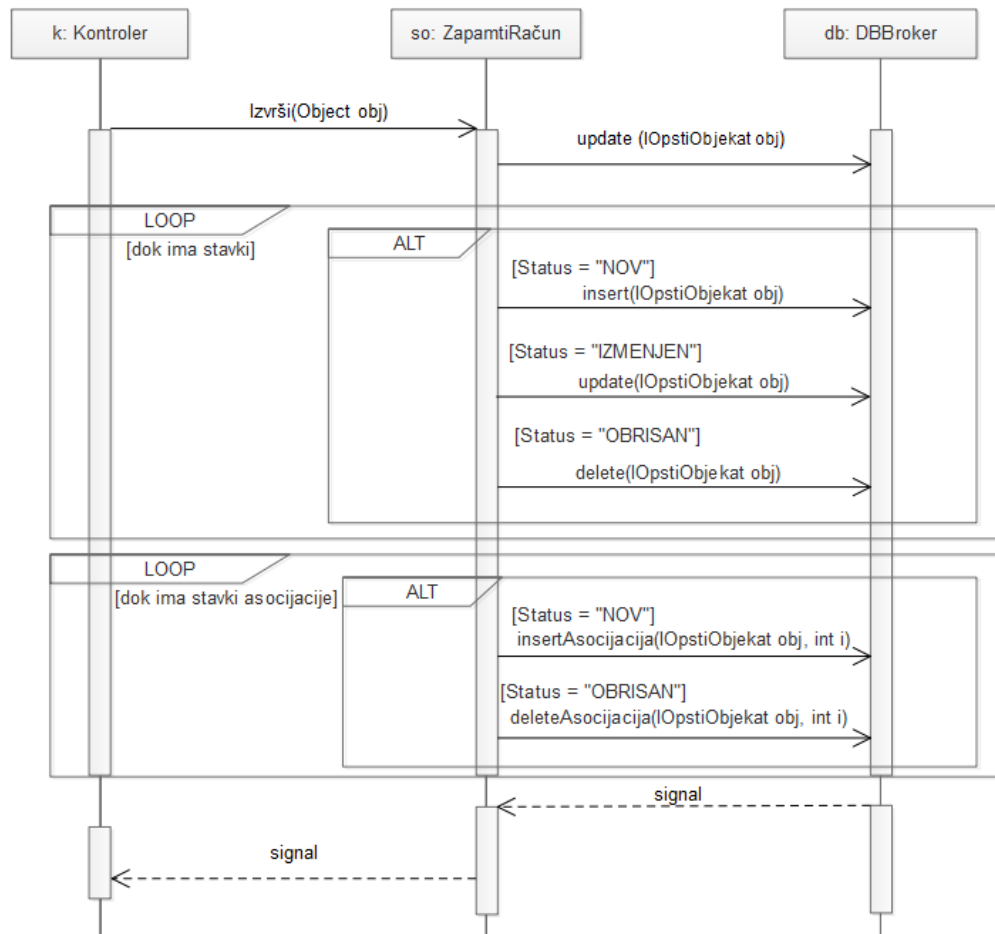 k: Kontroler
so: ZapamtiRačun
db: DBBroker
Izvrši(Object obj)
update (IOpstiObjekat obj)
LOOP
[dok ima stavki]
ALT
[Status = "NOV"]
insert(IOpstiObjekat obj)
[Status = "IZMENJEN"]
update(IOpstiObjekat obj)
[Status = "OBRISAN"]
delete(IOpstiObjekat obj)
LOOP
[dok ima stavki asocijacije]
ALT
[Status = "NOV"]
insertAsocijacija(IOpstiObjekat obj, int i)
[Status = "OBRISAN"]
deleteAsocijacija(IOpstiObjekat obj, int i)
signal
signal